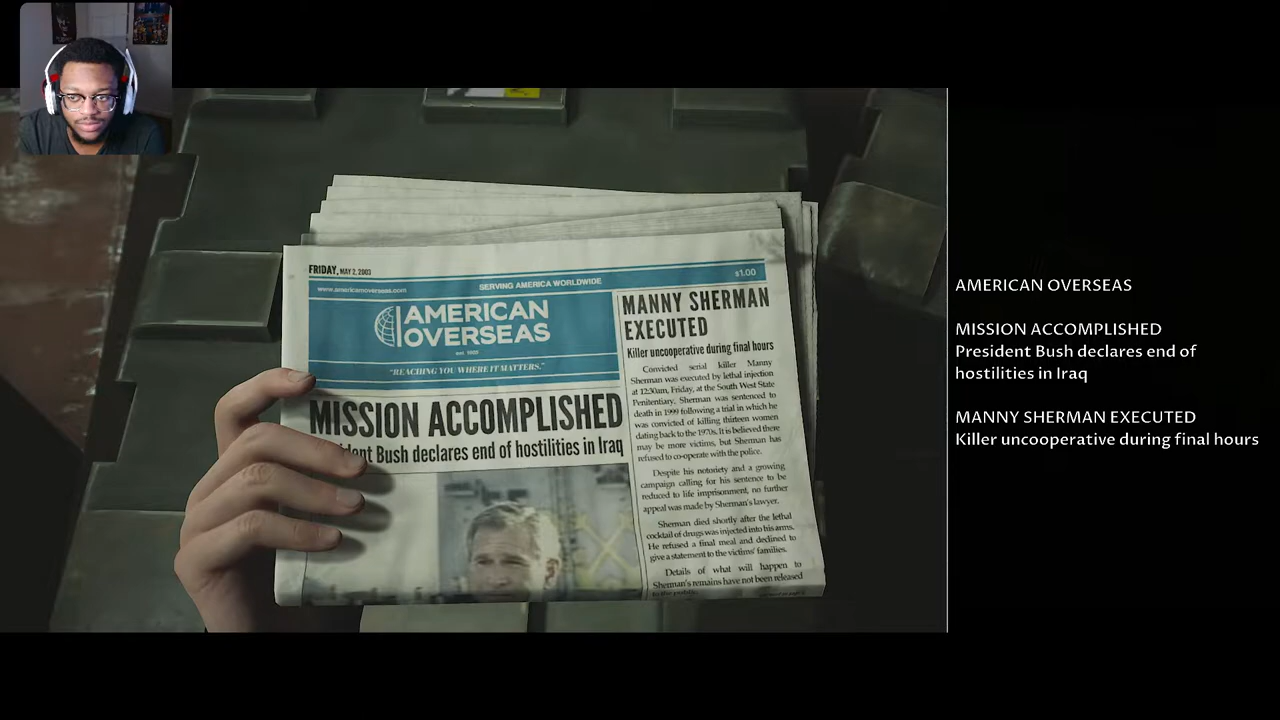 FRIDAY, MAY 2, 2003
www.americanoverseas.com
SERVING AMERICA WORLDWIDE
$1.00
AMERICAN
OVERSEAS
"REACHING YOU WHERE IT MATTERS."
MISSION ACCOMPLISHED
dent Bush declares end of hostilities in Iraq
MANNY SHERMAN
EXECUTED
Killer uncooperative during final hours
Convicted serial killer Manny
Sherman was executed by lethal injection
at 12:30am, Friday, at the South West State
Penitentiary. Sherman was sentenced to
death in 1999 following a trial in which he
was convicted of killing thirteen women
dating back to the 1970s. It is believed there
may be more victims, but Sherman has
refused to co-operate with the police.
Despite his notoriety and a growing
campaign calling for his sentence to be
reduced to life imprisonment, no further
appeal was made by Sherman's lawyer.
Sherman died shortly after the lethal
cocktail of drugs was injected into his arms.
He refused a final meal and declined to
give a statement to the victims' families.
Details of what will happen to
Sherman's remains have not been released
to the public.
AMERICAN OVERSEAS
MISSION ACCOMPLISHED
President Bush declares end of
hostilities in Iraq
MANNY SHERMAN EXECUTED
Killer uncooperative during final hours